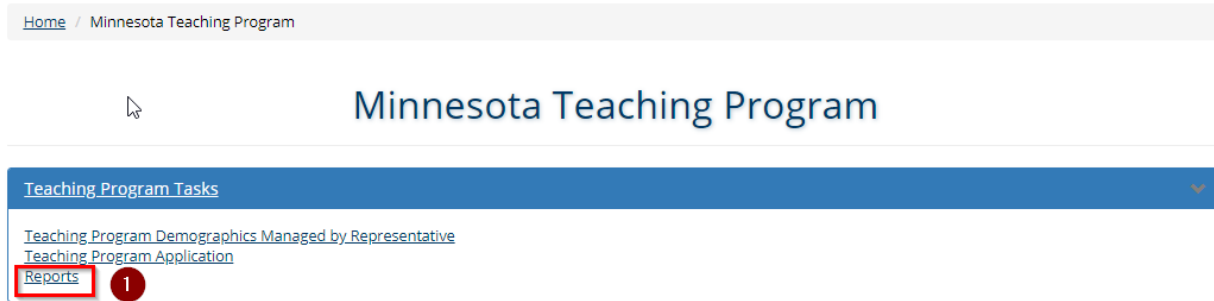 Home / Minnesota Teaching Program
Minnesota Teaching Program
Teaching Program Tasks
Teaching Program Demographics Managed by Representative
Teaching Program Application
Reports 1